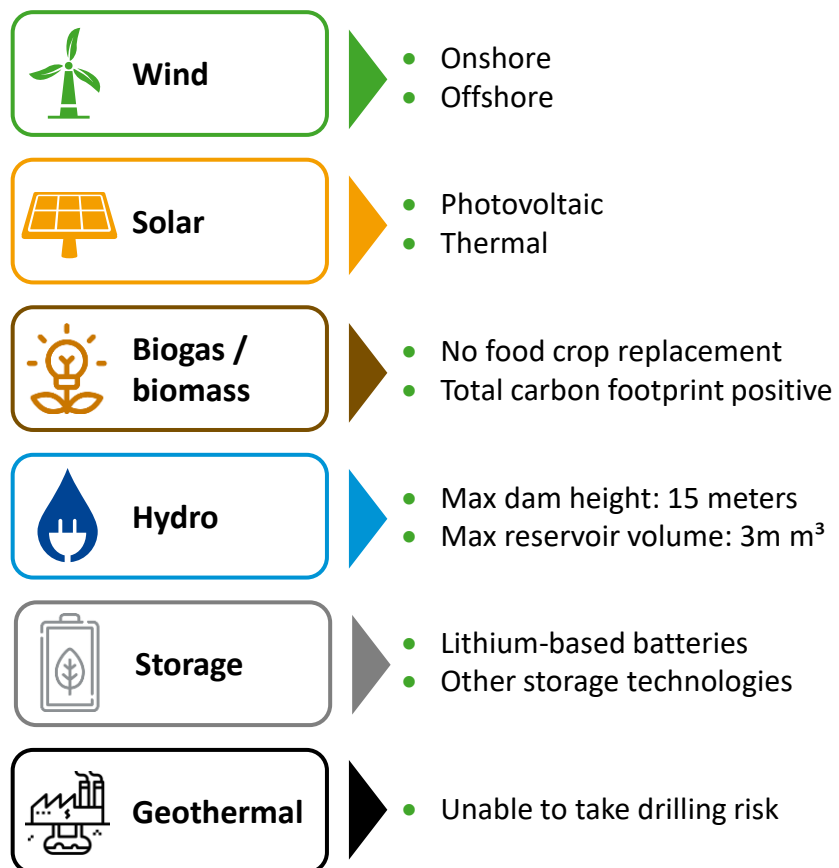 Wind
• Onshore
• Offshore
Solar
• Photovoltaic
• Thermal
Biogas /
biomass
• No food crop replacement
• Total carbon footprint positive
Hydro
• Max dam height: 15 meters
• Max reservoir volume: 3m m³
Storage
• Lithium-based batteries
• Other storage technologies
Geothermal
• Unable to take drilling risk